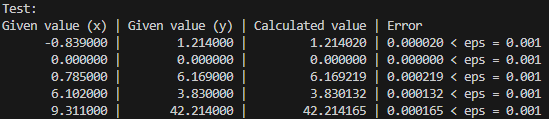 Test:
Given value (x) | Given value (y) | Calculated value | Error
-0.839000 | 1.214000 | 1.214020 | 0.000020 < eps = 0.001
0.000000 | 0.000000 | 0.000000 | 0.000000 < eps = 0.001
0.785000 | 6.169000 | 6.169219 | 0.000219 < eps = 0.001
6.102000 | 3.830000 | 3.830132 | 0.000132 < eps = 0.001
9.311000 | 42.214000 | 42.214165 | 0.000165 < eps = 0.001